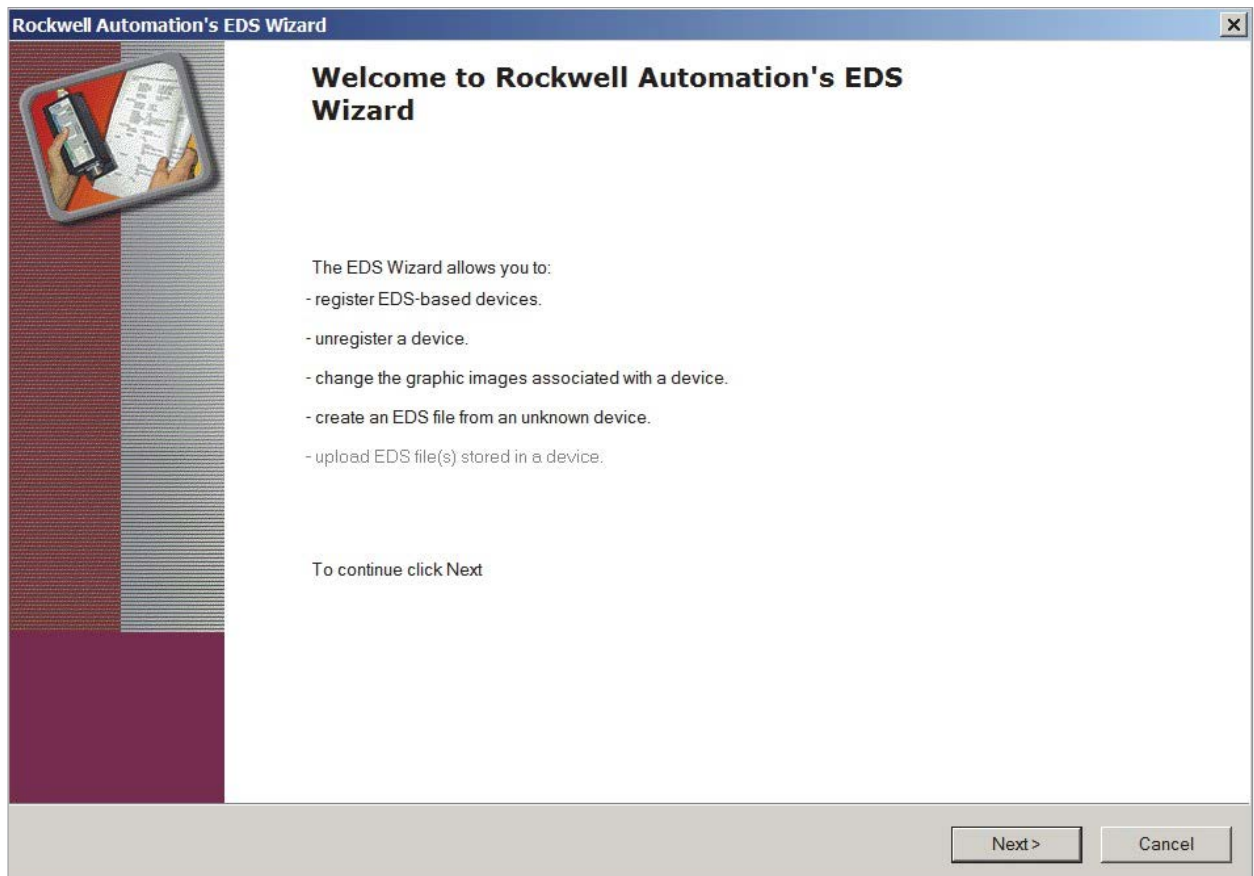 Rockwell Automation's EDS Wizard
Welcome to Rockwell Automation's EDS
Wizard
The EDS Wizard allows you to:
- register EDS-based devices.
- unregister a device.
- change the graphic images associated with a device.
- create an EDS file from an unknown device.
- upload EDS file(s) stored in a device.
To continue click Next
Next >
Cancel